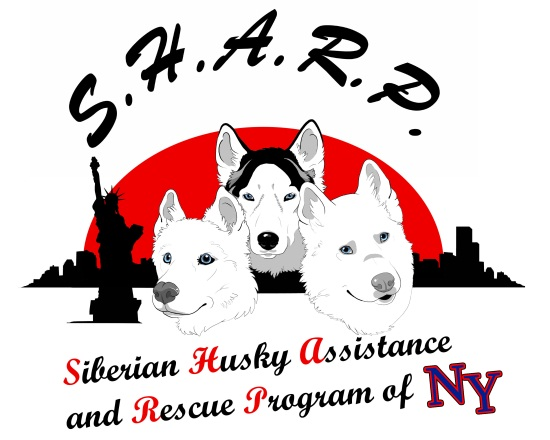 S.H.A.R.P.
Siberian Husky Assistance
and Rescue Program of NY